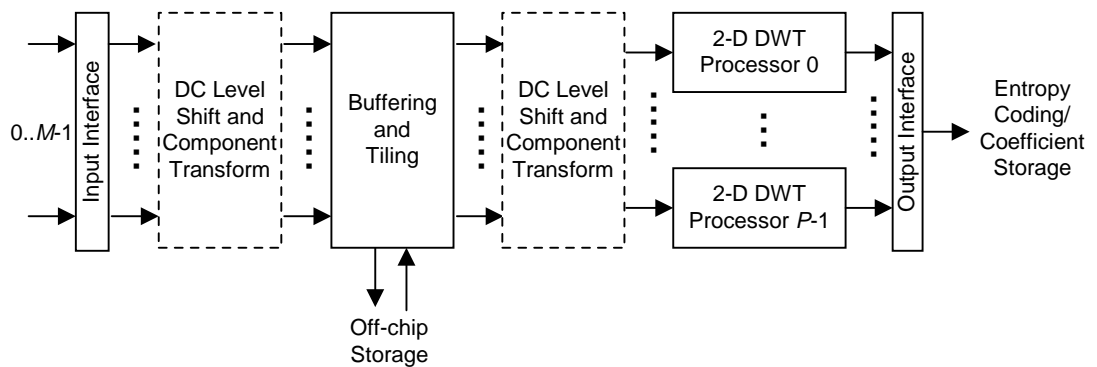 0..M-1
Input Interface
DC Level
Shift and
Component
Transform
Buffering
and
Tiling
Off-chip
Storage
DC Level
Shift and
Component
Transform
2-D DWT
Processor 0
2-D DWT
Processor P-1
Output Interface
Entropy
Coding/
Coefficient
Storage